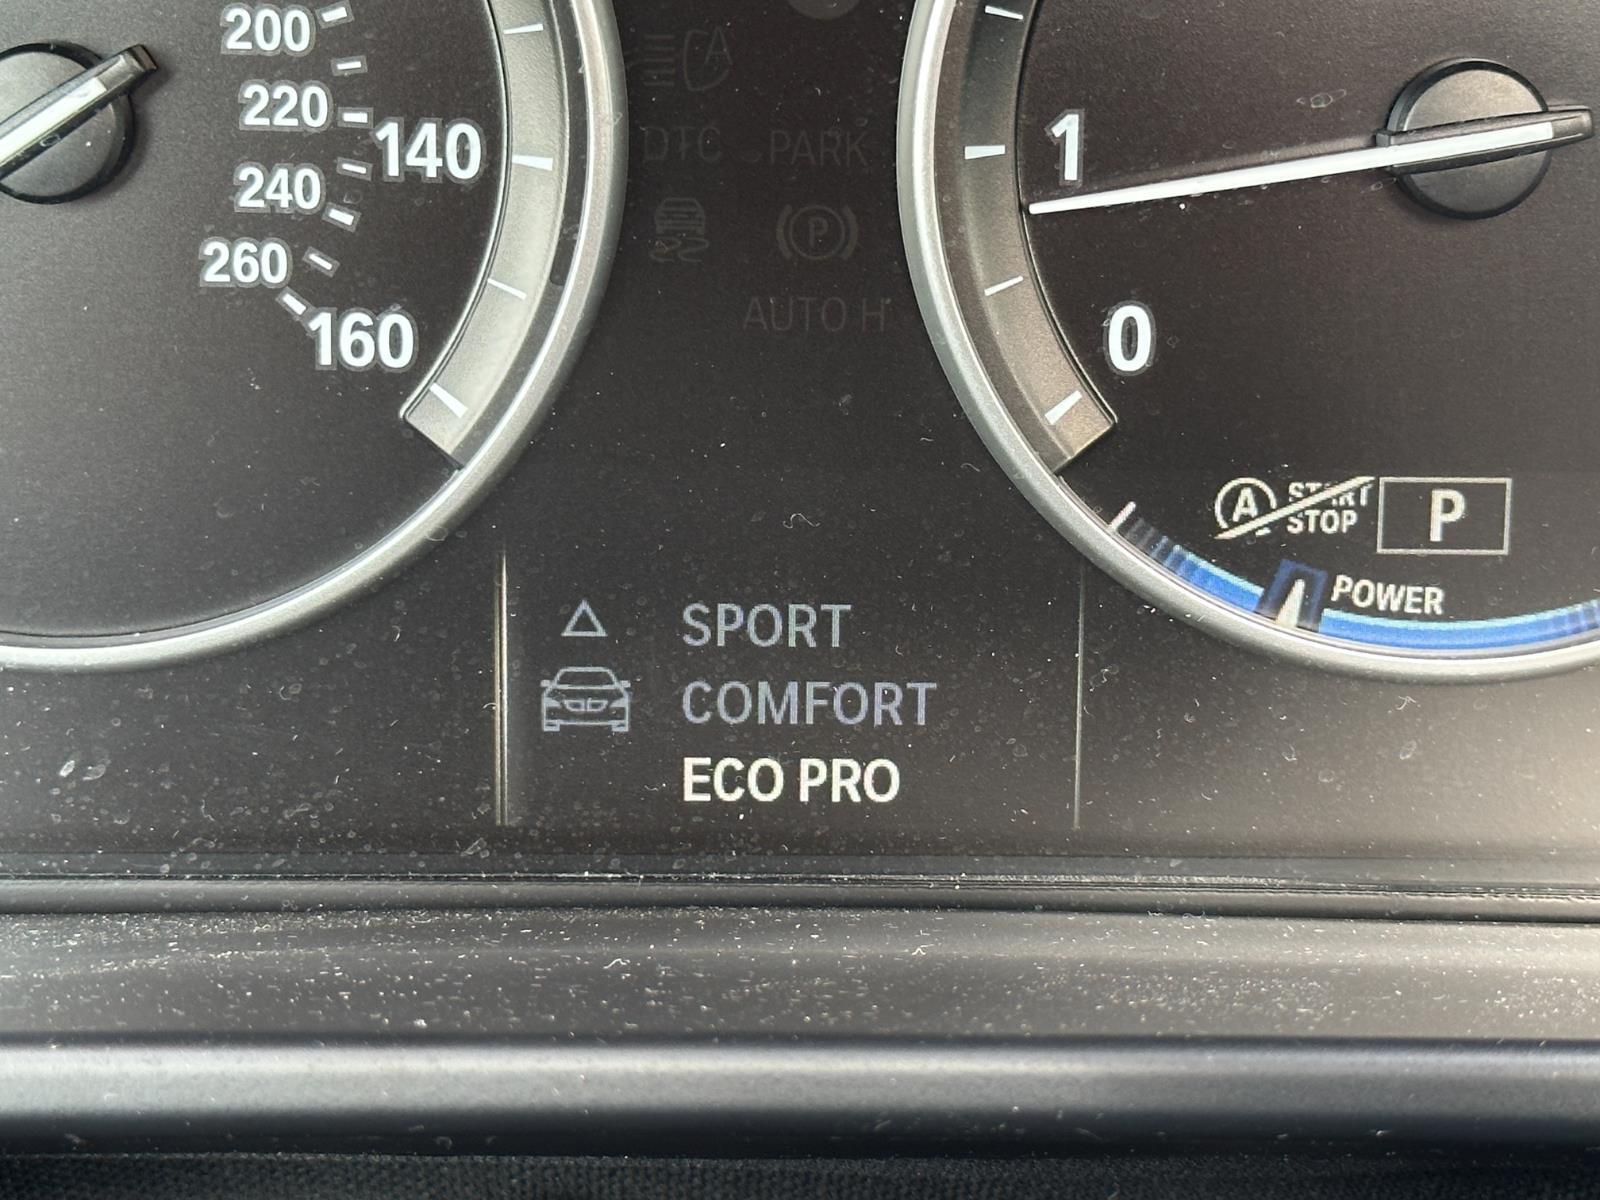 200
220
140
240
260
160
DTC PARK
P
AUTO H
1
0
A START
STOP
P
POWER
SPORT
COMFORT
ECO PRO